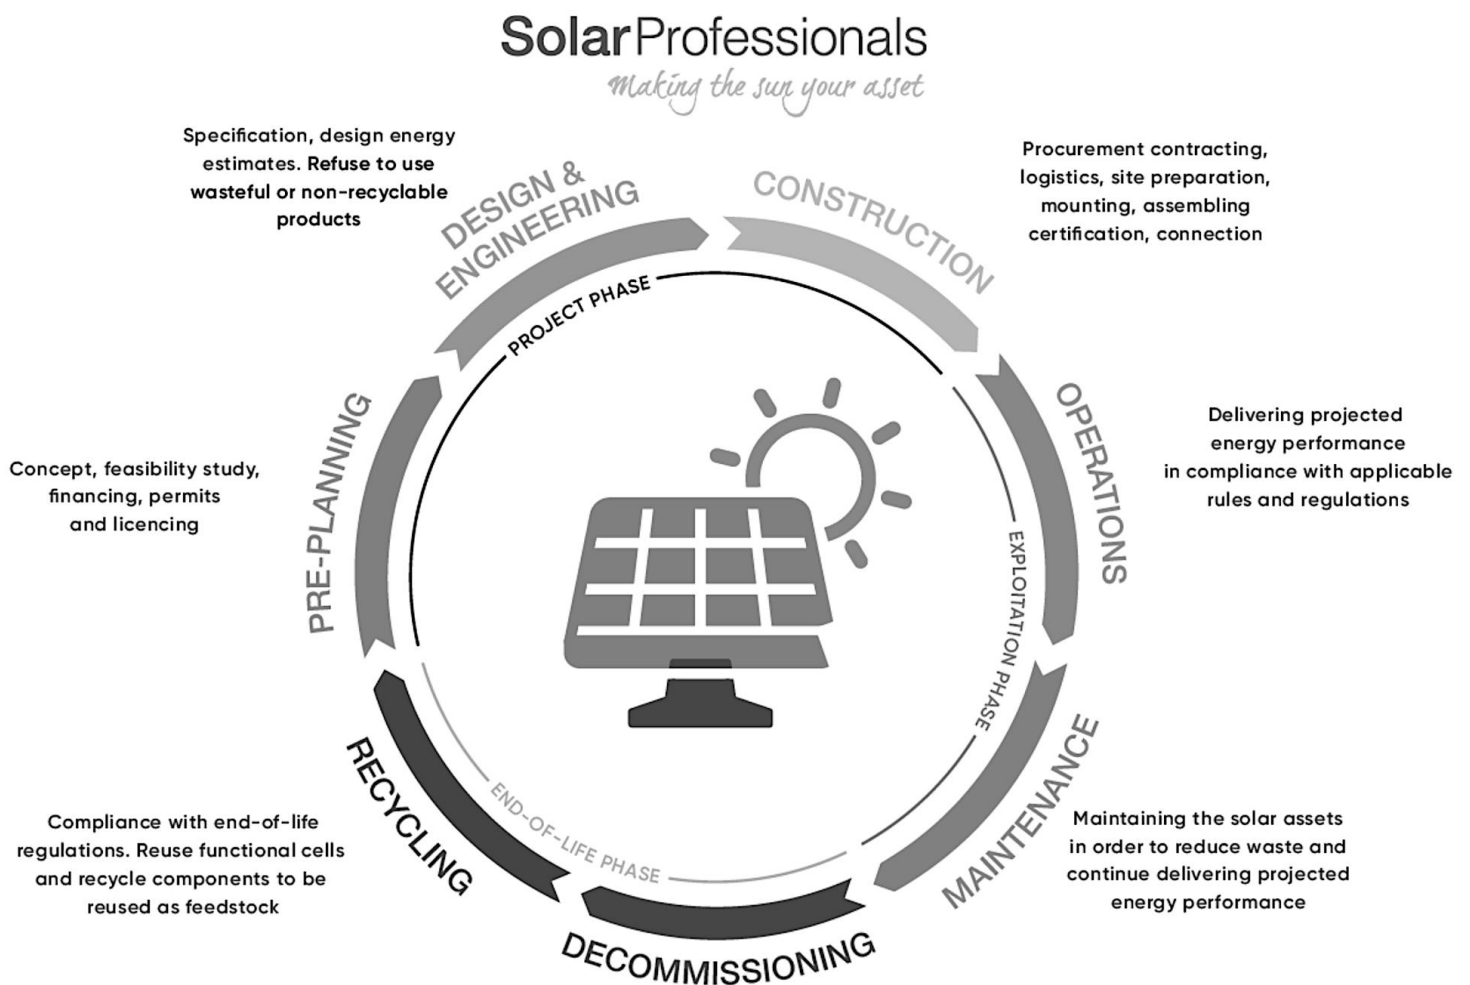 SolarProfessionals
Making the sun your asset
Specification, design energy
estimates. Refuse to use
wasteful or non-recyclable
products
DESIGN &
ENGINEERING
CONSTRUCTION
Procurement contracting,
logistics, site preparation,
mounting, assembling
certification, connection
PROJECT PHASE
Concept, feasibility study,
financing, permits
and licencing
PRE-PLANNING
OPERATIONS
Delivering projected
energy performance
in compliance with applicable
rules and regulations
EXPLOITATION PHASE
MAINTENANCE
Maintaining the solar assets
in order to reduce waste and
continue delivering projected
energy performance
END-OF-LIFE PHASE
DECOMMISSIONING
RECYCLING
Compliance with end-of-life
regulations. Reuse functional cells
and recycle components to be
reused as feedstock